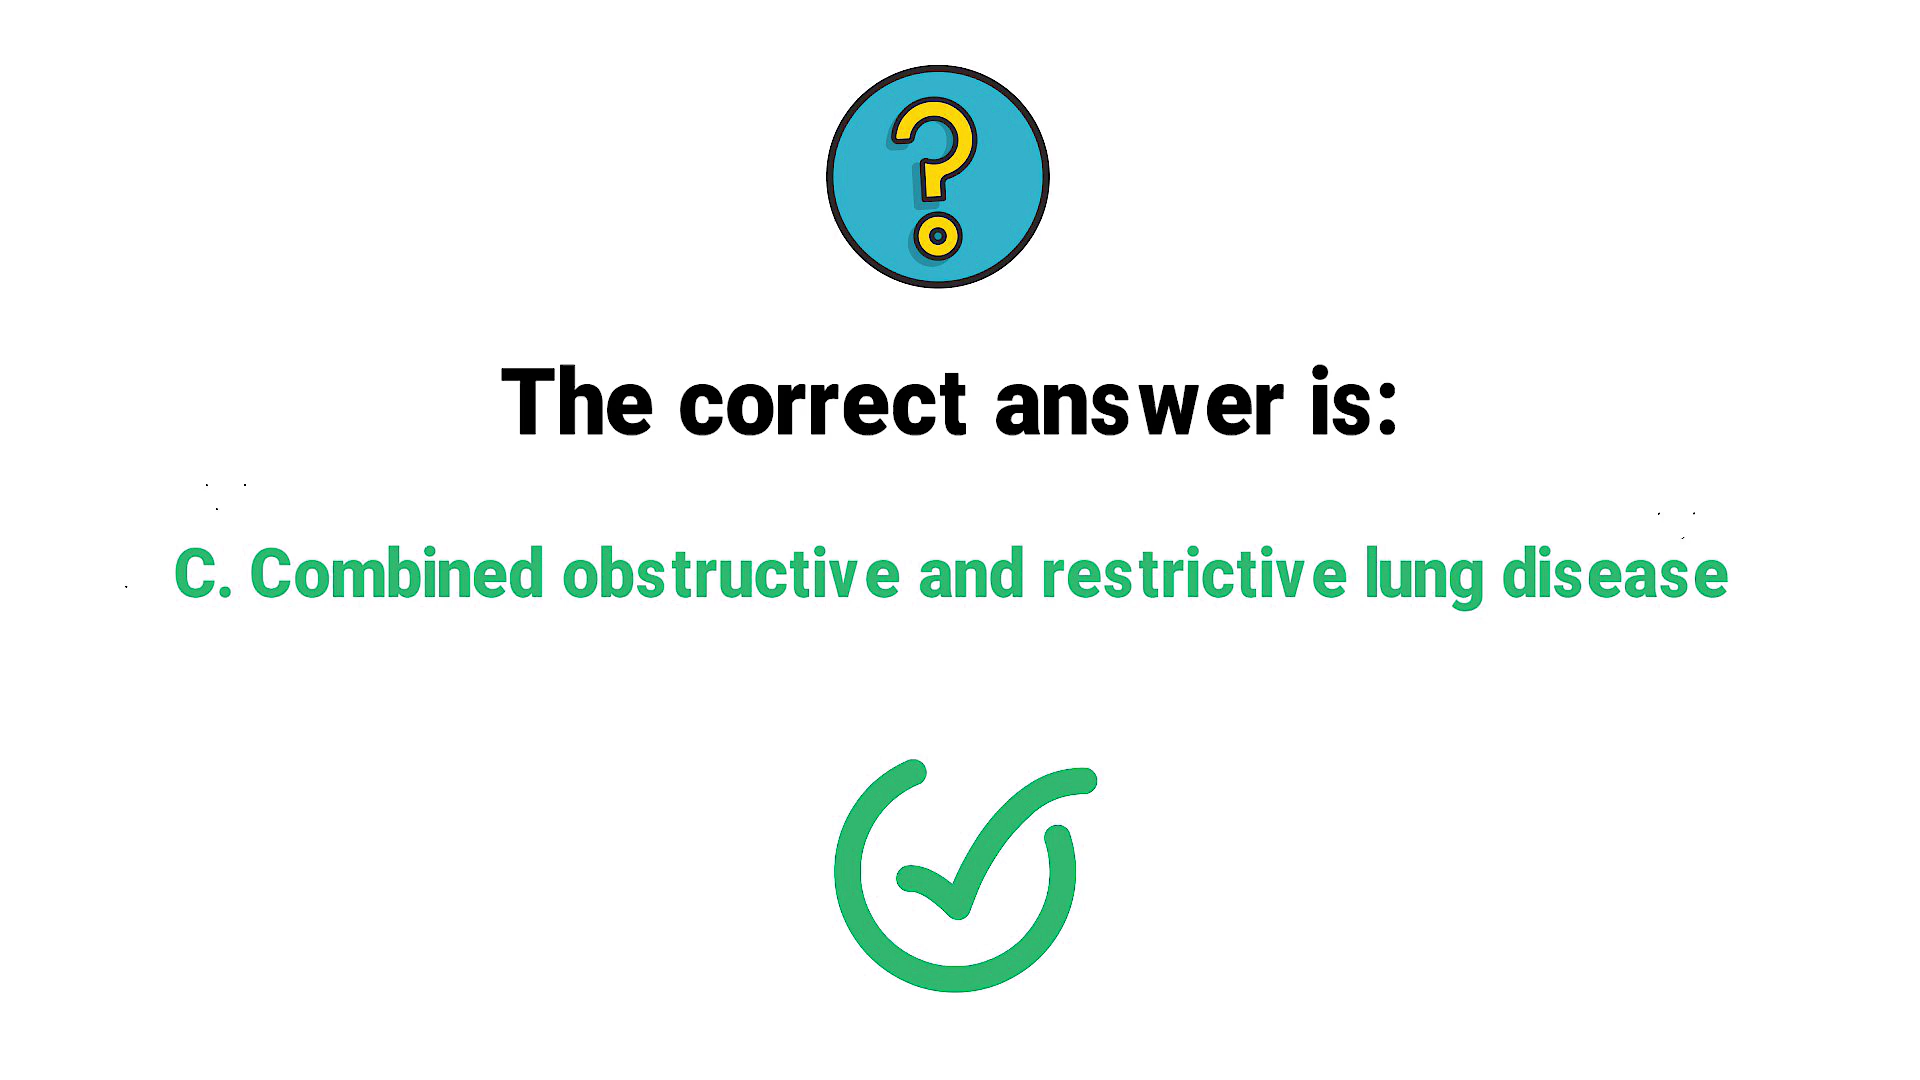 The correct answer is:
C. Combined obstructive and restrictive lung disease